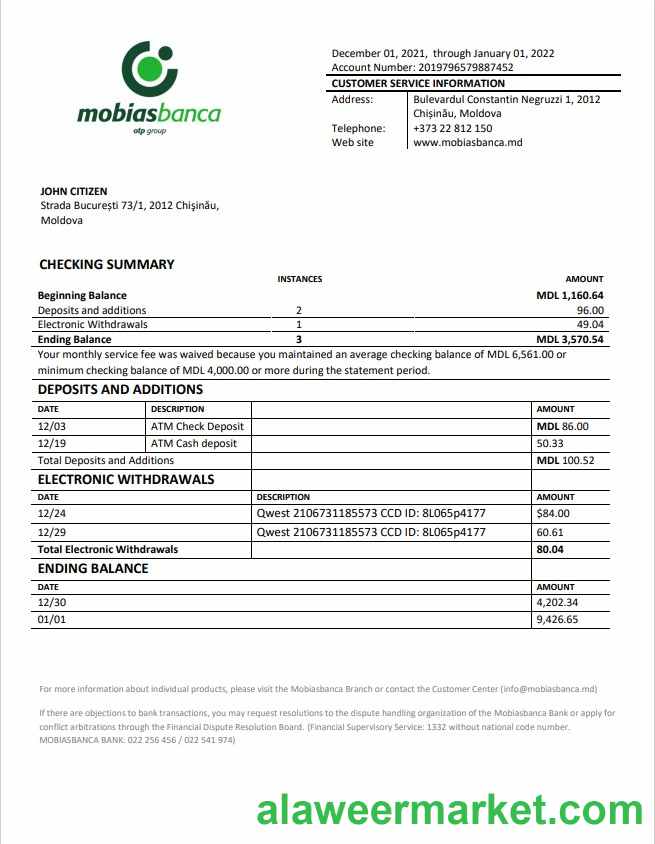 mobiasbanca
otp group
December 01, 2021, through January 01, 2022
Account Number: 2019796579887452
CUSTOMER SERVICE INFORMATION
Address: Bulevardul Constantin Negruzzi 1, 2012
Chișinău, Moldova
Telephone: +373 22 812 150
Web site www.mobiasbanca.md
JOHN CITIZEN
Strada București 73/1, 2012 Chişinău,
Moldova
CHECKING SUMMARY
INSTANCES AMOUNT
Beginning Balance MDL 1,160.64
Deposits and additions 2 96.00
Electronic Withdrawals 1 49.04
Ending Balance 3 MDL 3,570.54
Your monthly service fee was waived because you maintained an average checking balance of MDL 6,561.00 or
minimum checking balance of MDL 4,000.00 or more during the statement period.
DEPOSITS AND ADDITIONS
DATE DESCRIPTION AMOUNT
12/03 ATM Check Deposit MDL 86.00
12/19 ATM Cash deposit 50.33
Total Deposits and Additions MDL 100.52
ELECTRONIC WITHDRAWALS
DATE DESCRIPTION AMOUNT
12/24 Qwest 2106731185573 CCD ID: 8L065p4177 $84.00
12/29 Qwest 2106731185573 CCD ID: 8L065p4177 60.61
Total Electronic Withdrawals 80.04
ENDING BALANCE
DATE AMOUNT
12/30 4,202.34
01/01 9,426.65
For more information about individual products, please visit the Mobiasbanca Branch or contact the Customer Center (info@mobiasbanca.md)
If there are objections to bank transactions, you may request resolutions to the dispute handling organization of the Mobiasbanca Bank or apply for
conflict arbitrations through the Financial Dispute Resolution Board. (Financial Supervisory Service: 1332 without national code number.
MOBIASBANCA BANK: 022 256 456 / 022 541 974)
alaweermarket.com